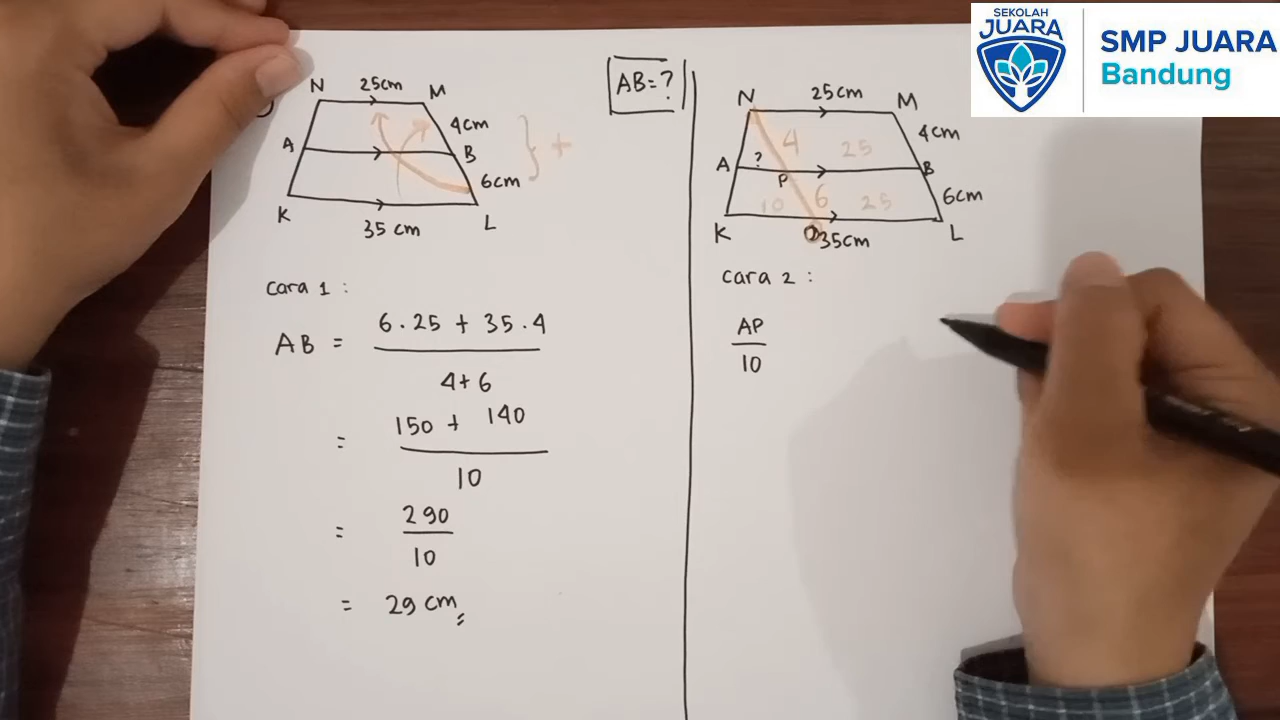 SEKOLAH
JUARA
SMP JUARA
Bandung
N 25cm M
4cm
A B
6cm
K 35 cm L
} +
AB = ?
Cara 1 :
AB = 6.25 + 35.4
4+6
= 150 + 140
10
= 290
10
= 29 cm
N 25cm M
4 25 4cm
A ? P B
10 6 25 6cm
K 35cm L
Cara 2 :
AP
10